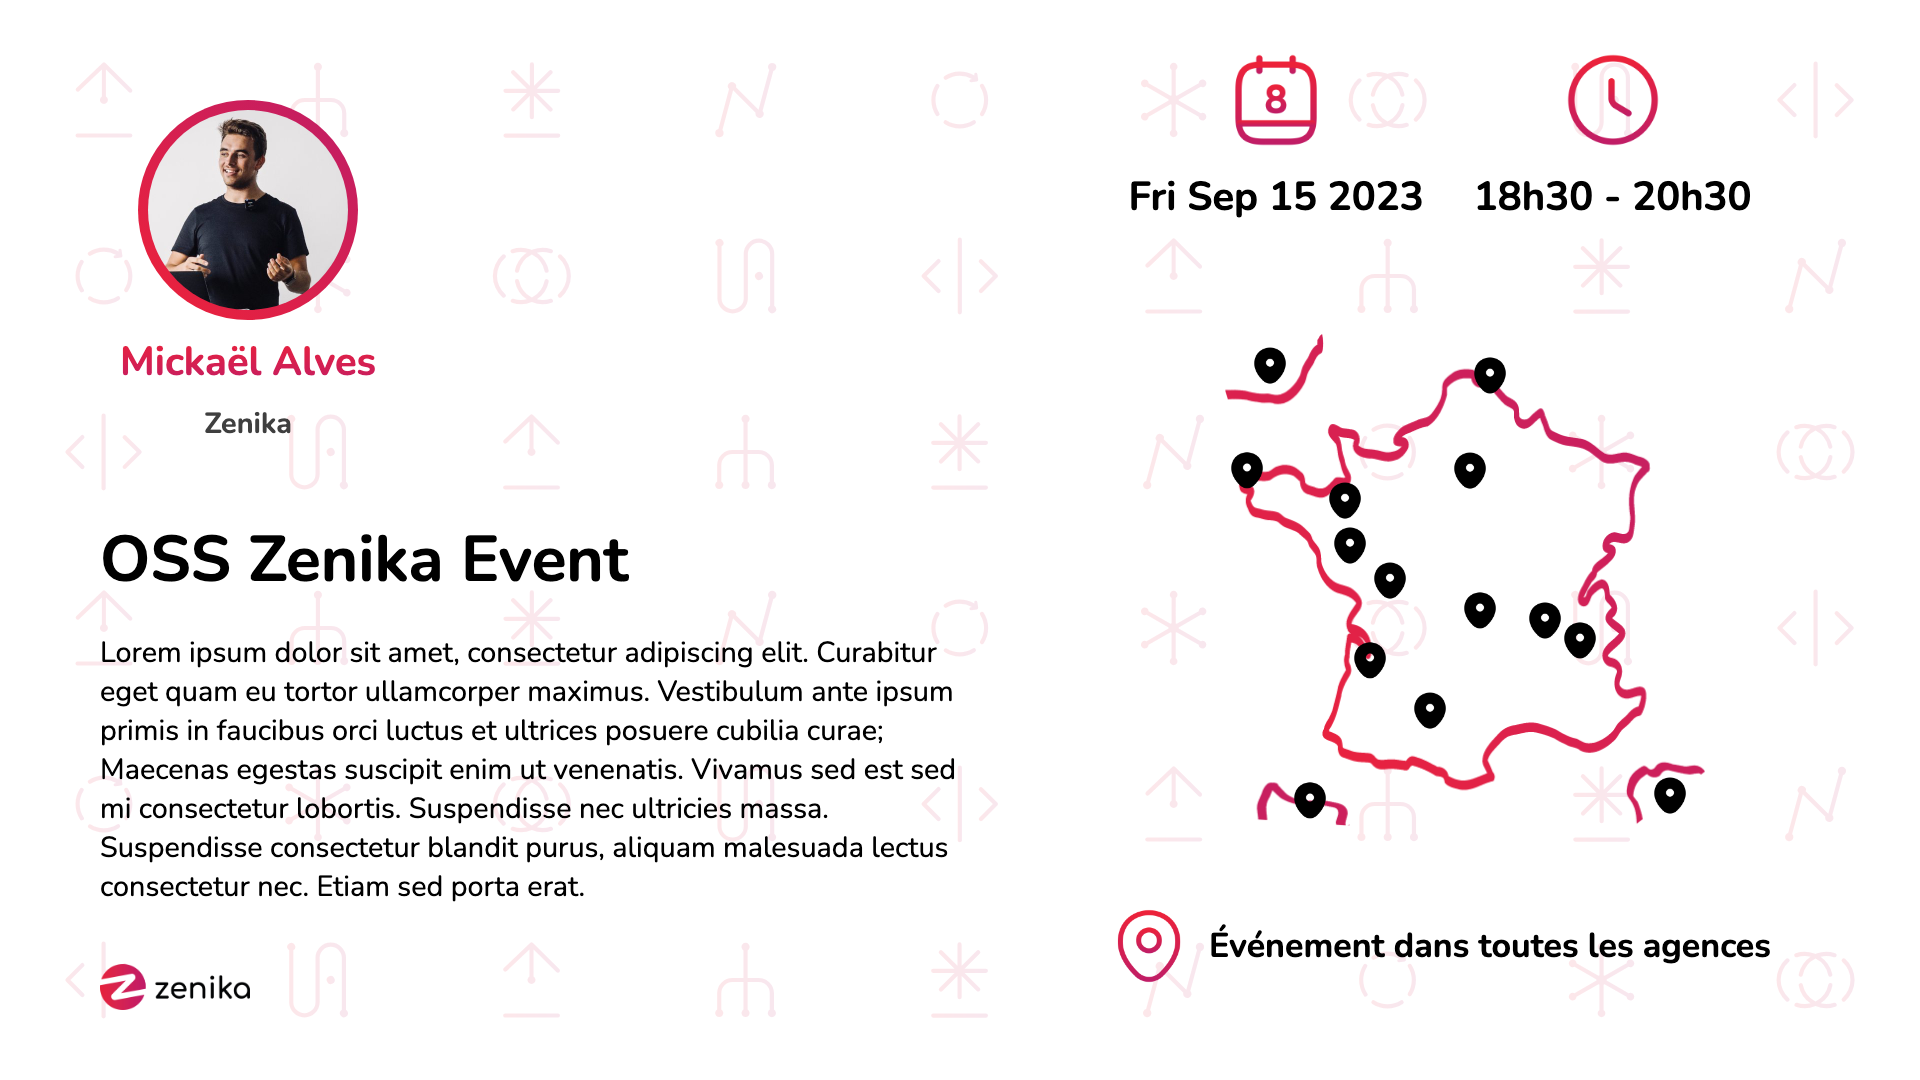 Mickaël Alves
Zenika
OSS Zenika Event
Lorem ipsum dolor sit amet, consectetur adipiscing elit. Curabitur
eget quam eu tortor ullamcorper maximus. Vestibulum ante ipsum
primis in faucibus orci luctus et ultrices posuere cubilia curae;
Maecenas egestas suscipit enim ut venenatis. Vivamus sed est sed
mi consectetur lobortis. Suspendisse nec ultricies massa.
Suspendisse consectetur blandit purus, aliquam malesuada lectus
consectetur nec. Etiam sed porta erat.
zenika
8
Fri Sep 15 2023
18h30 - 20h30
Événement dans toutes les agences